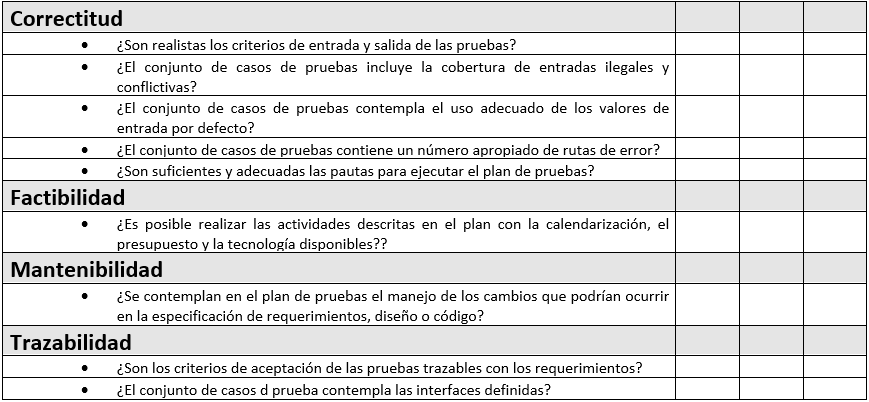 Correctitud
• ¿Son realistas los criterios de entrada y salida de las pruebas?
• ¿El conjunto de casos de pruebas incluye la cobertura de entradas ilegales y
conflictivas?
• ¿El conjunto de casos de pruebas contempla el uso adecuado de los valores de
entrada por defecto?
• ¿El conjunto de casos de pruebas contiene un número apropiado de rutas de error?
• ¿Son suficientes y adecuadas las pautas para ejecutar el plan de pruebas?
Factibilidad
• ¿Es posible realizar las actividades descritas en el plan con la calendarización, el
presupuesto y la tecnología disponibles??
Mantenibilidad
• ¿Se contemplan en el plan de pruebas el manejo de los cambios que podrían ocurrir
en la especificación de requerimientos, diseño o código?
Trazabilidad
• ¿Son los criterios de aceptación de las pruebas trazables con los requerimientos?
• ¿El conjunto de casos d prueba contempla las interfaces definidas?